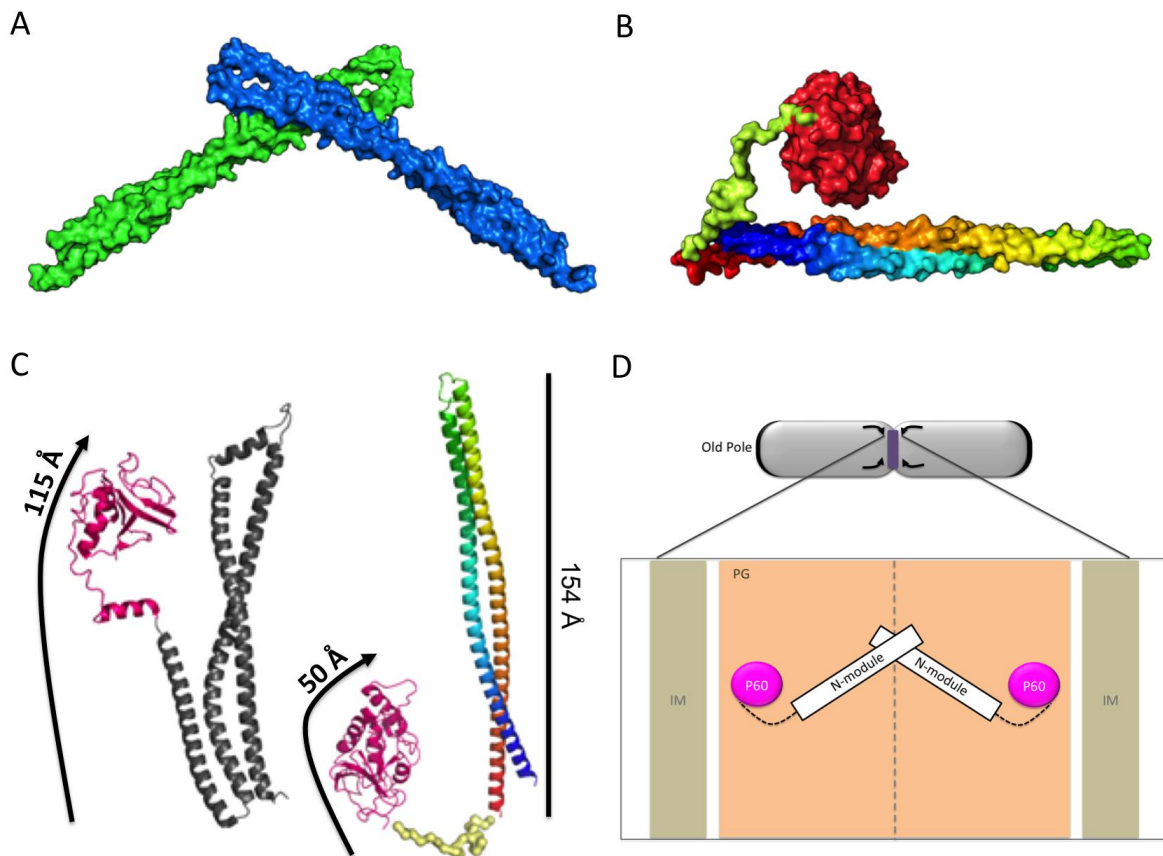 A
B
C
115 Å
50 Å
154 Å
D
Old Pole
PG
IM
P60
N-module
N-module
P60
IM